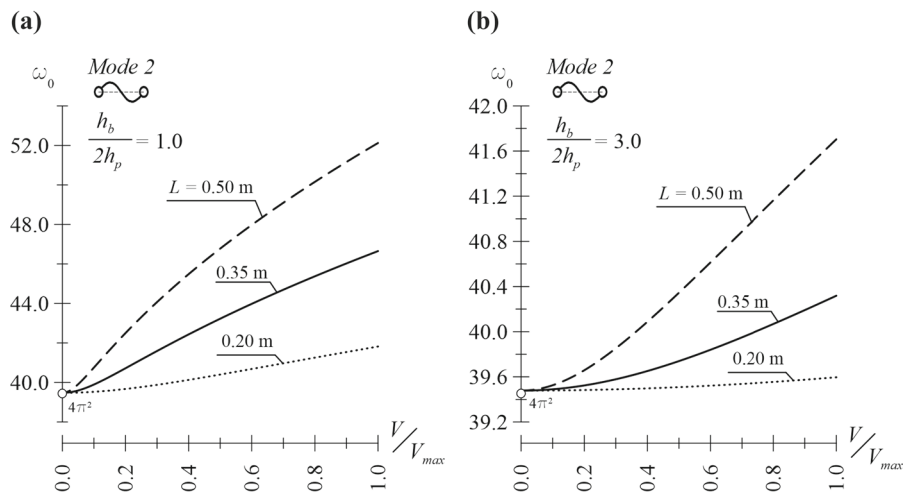 (a)
ω₀
Mode 2
h_b
2h_p
= 1.0
52.0
48.0
44.0
40.0
L = 0.50 m
0.35 m
0.20 m
4π²
0.0
0.2
0.4
0.6
0.8
1.0
V
V_max
(b)
ω₀
Mode 2
h_b
2h_p
= 3.0
42.0
41.6
41.2
40.8
40.4
40.0
39.6
39.2
L = 0.50 m
0.35 m
0.20 m
4π²
0.0
0.2
0.4
0.6
0.8
1.0
V
V_max